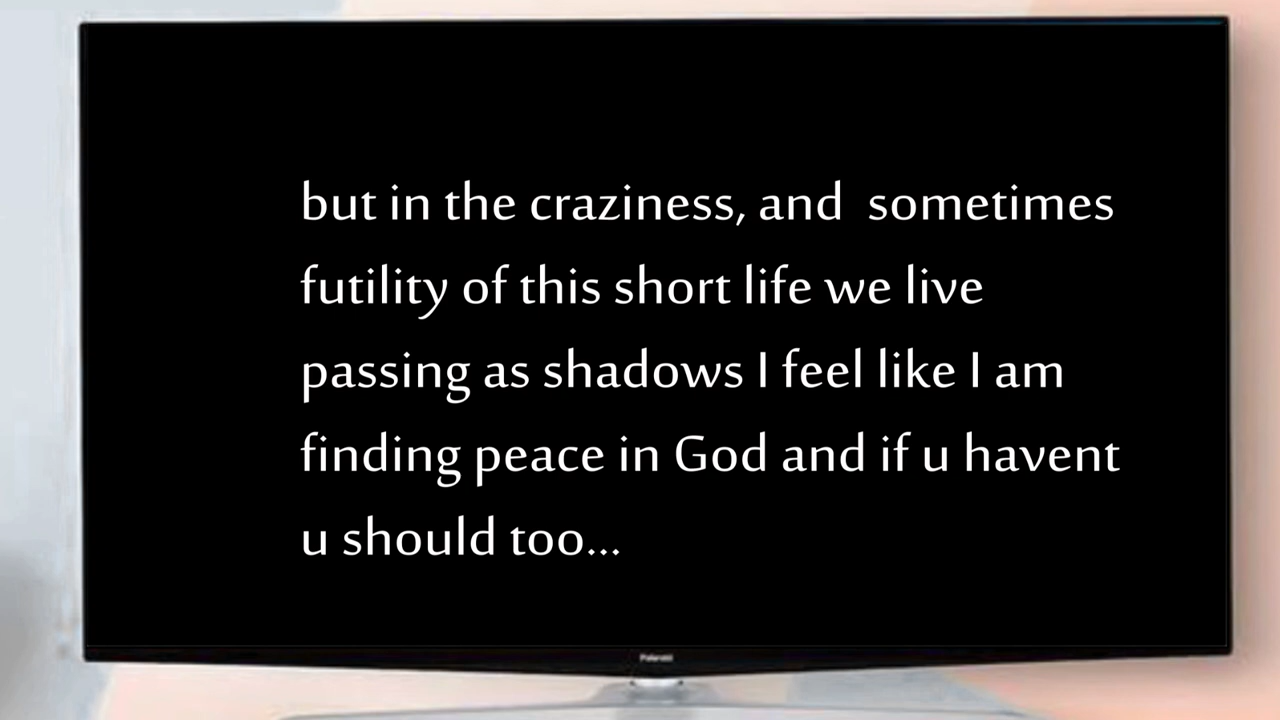 but in the craziness, and  sometimes
futility of this short life we live
passing as shadows I feel like I am
finding peace in God and if u havent
u should too...
Polaroid